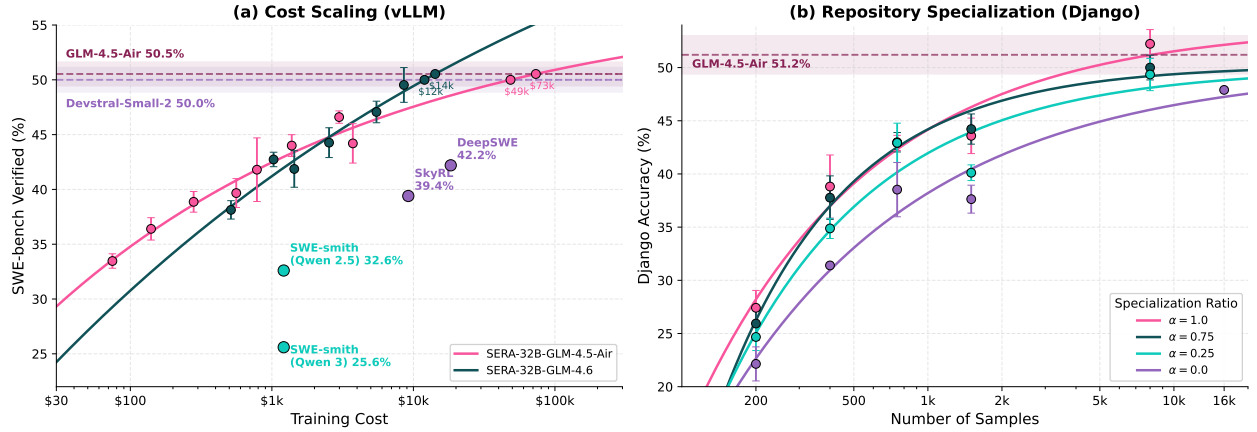 (a) Cost Scaling (vLLM)
SWE-bench Verified (%)
55
50
45
40
35
30
25
GLM-4.5-Air 50.5%
Devstral-Small-2 50.0%
$14k
$12k
$49k
$73k
DeepSWE
42.2%
SkyRL
39.4%
SWE-smith
(Qwen 2.5) 32.6%
SWE-smith
(Qwen 3) 25.6%
SERA-32B-GLM-4.5-Air
SERA-32B-GLM-4.6
$30
$100
$1k
$10k
$100k
Training Cost
(b) Repository Specialization (Django)
Django Accuracy (%)
50
45
40
35
30
25
20
GLM-4.5-Air 51.2%
Specialization Ratio
α = 1.0
α = 0.75
α = 0.25
α = 0.0
200
500
1k
2k
5k
10k
16k
Number of Samples